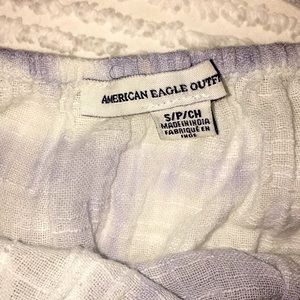 AMERICAN EAGLE OUTF
S/P/CH
MADE IN INDIA
FABRIQUÉ EN
INDE